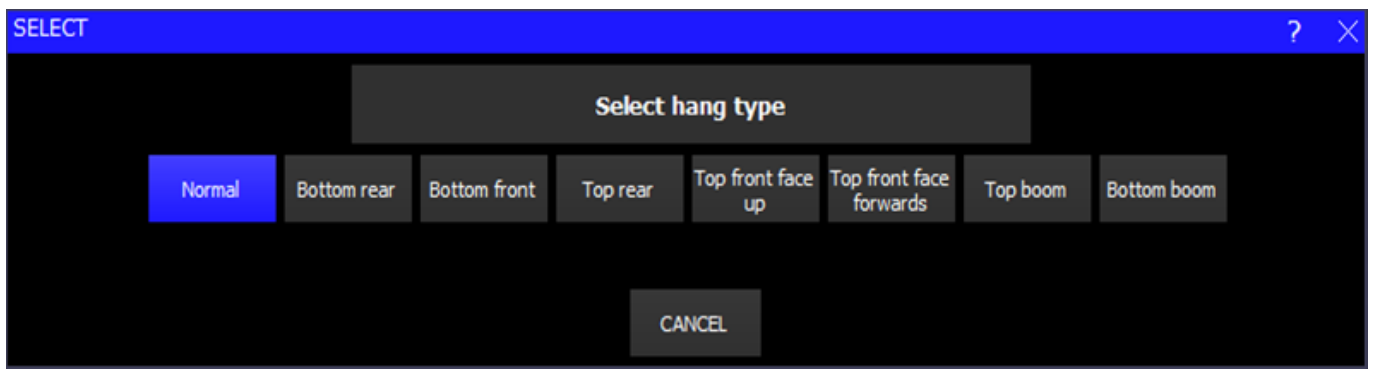 SELECT ? X
Select hang type
Normal Bottom rear Bottom front Top rear Top front face up Top front face forwards Top boom Bottom boom
CANCEL